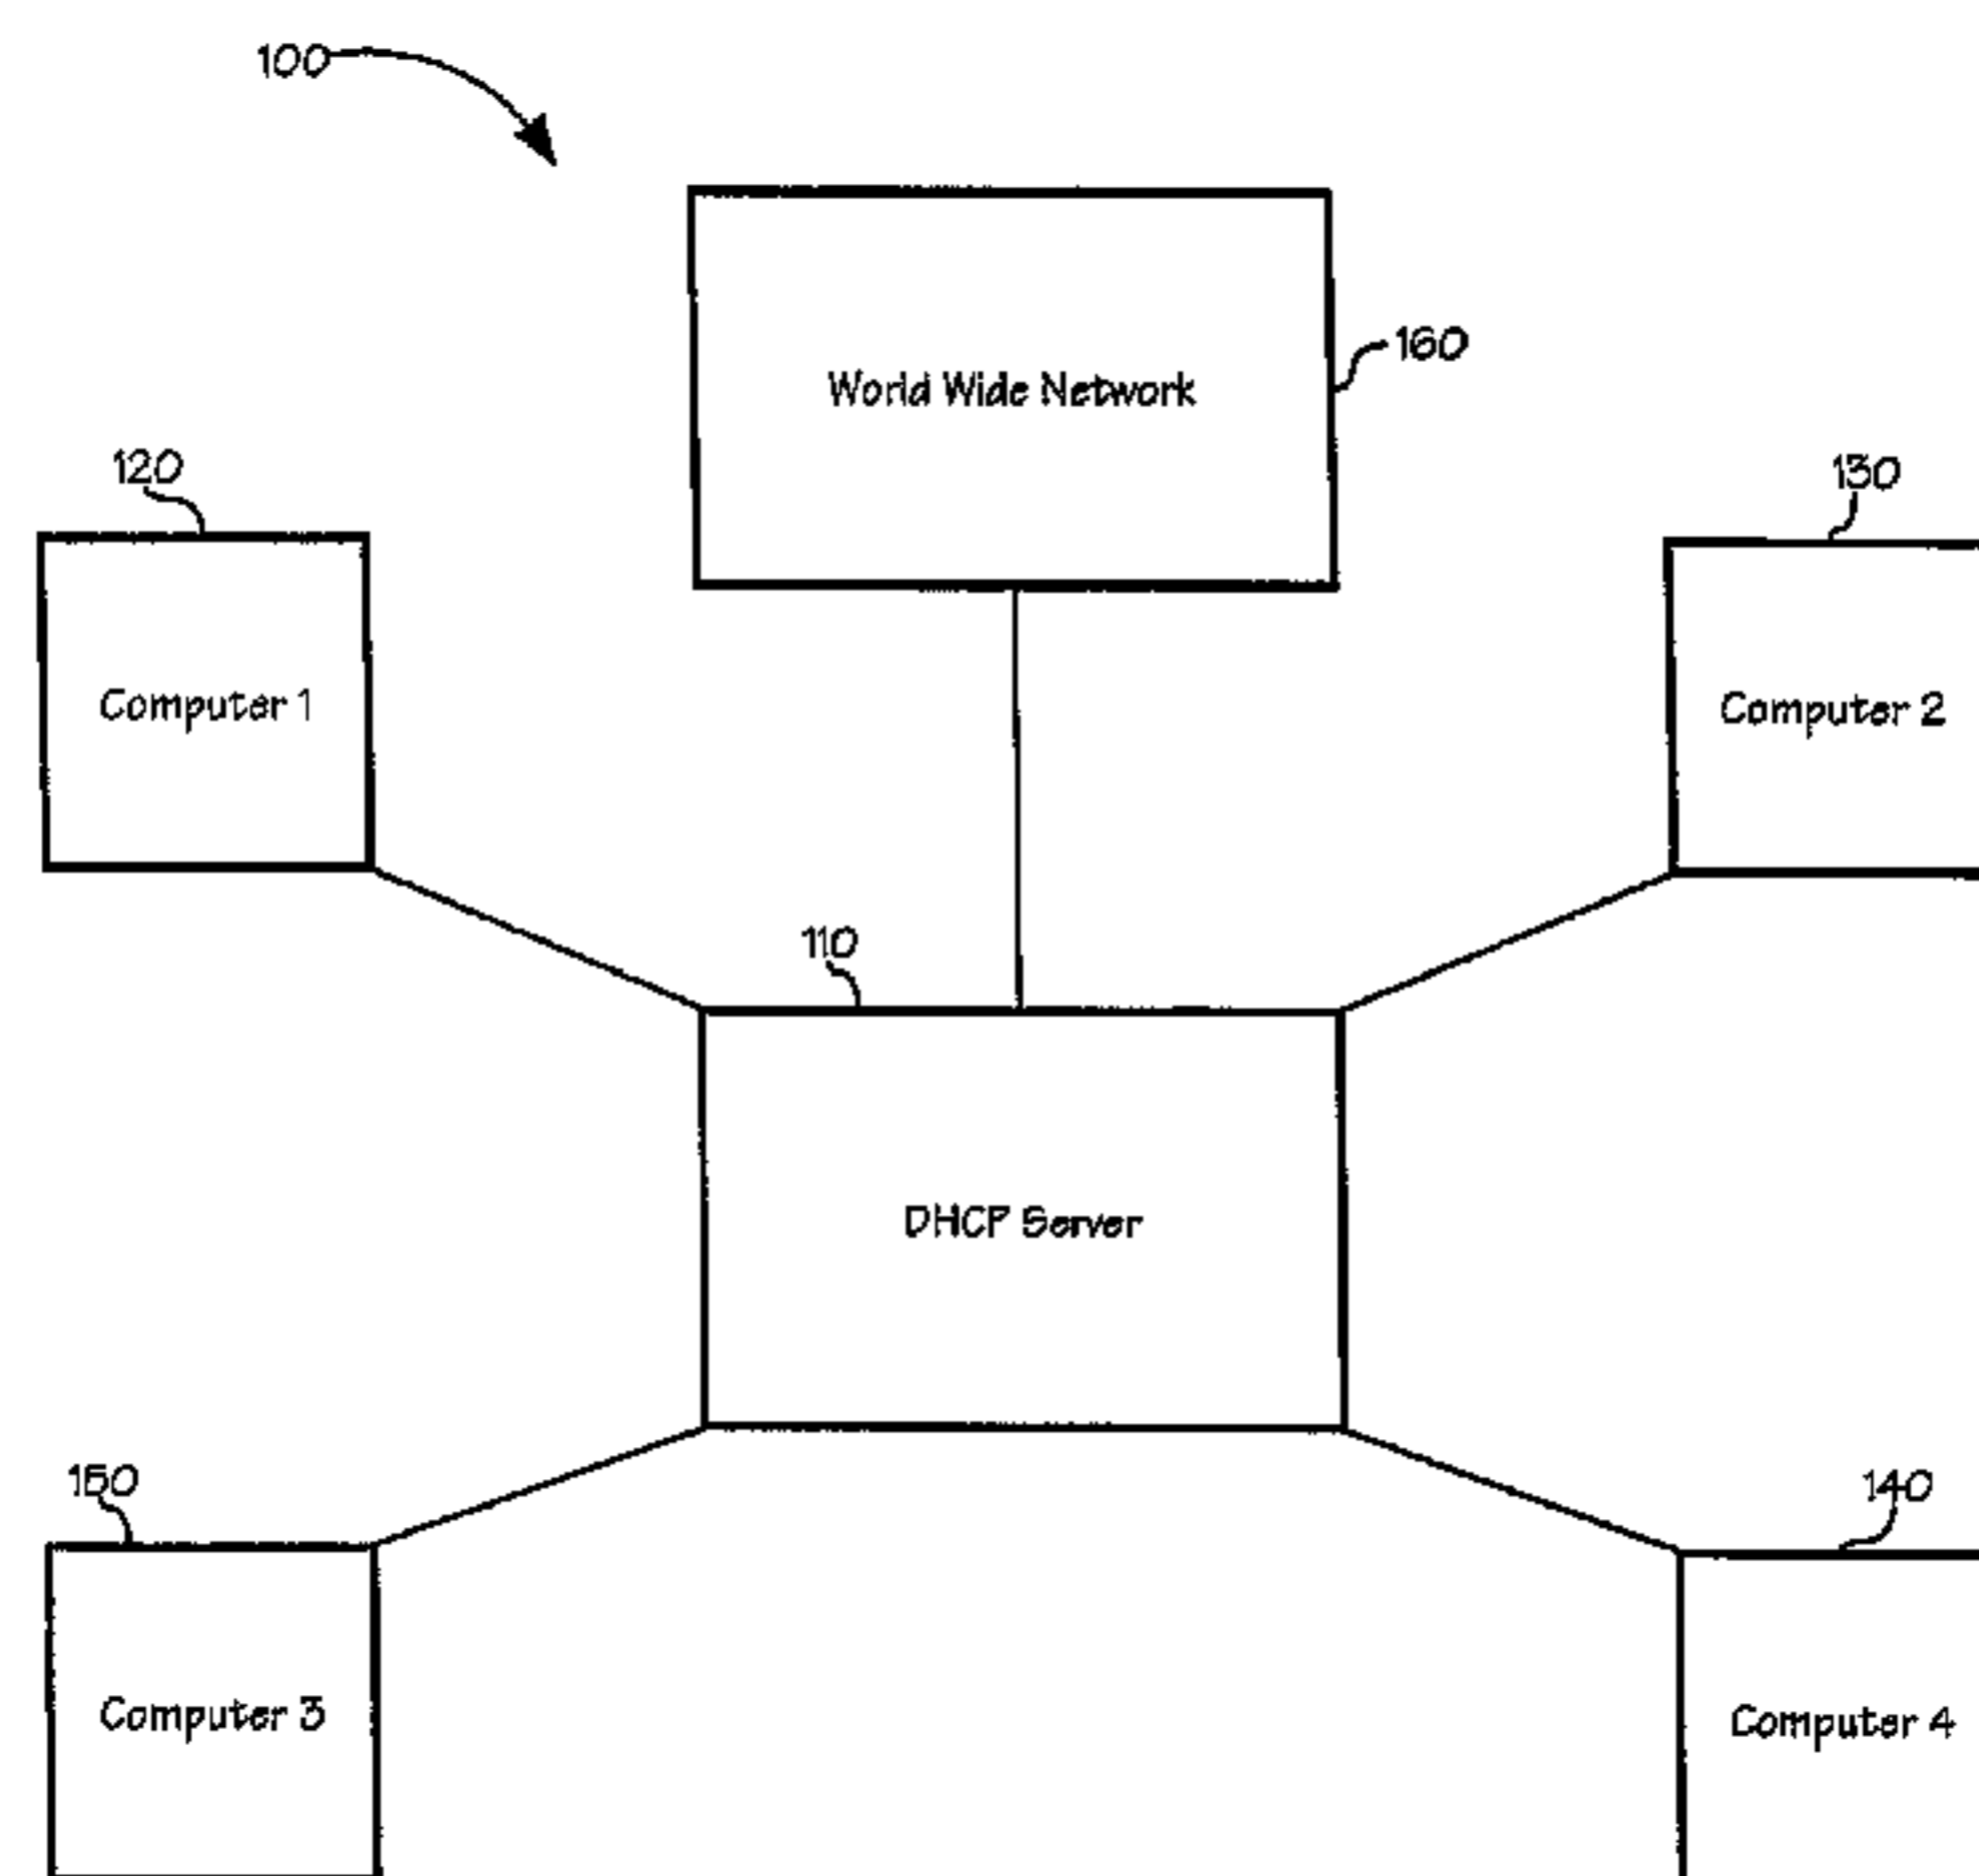 100
World Wide Network
160
120
130
Computer 1
Computer 2
110
DHCP Server
150
140
Computer 3
Computer 4